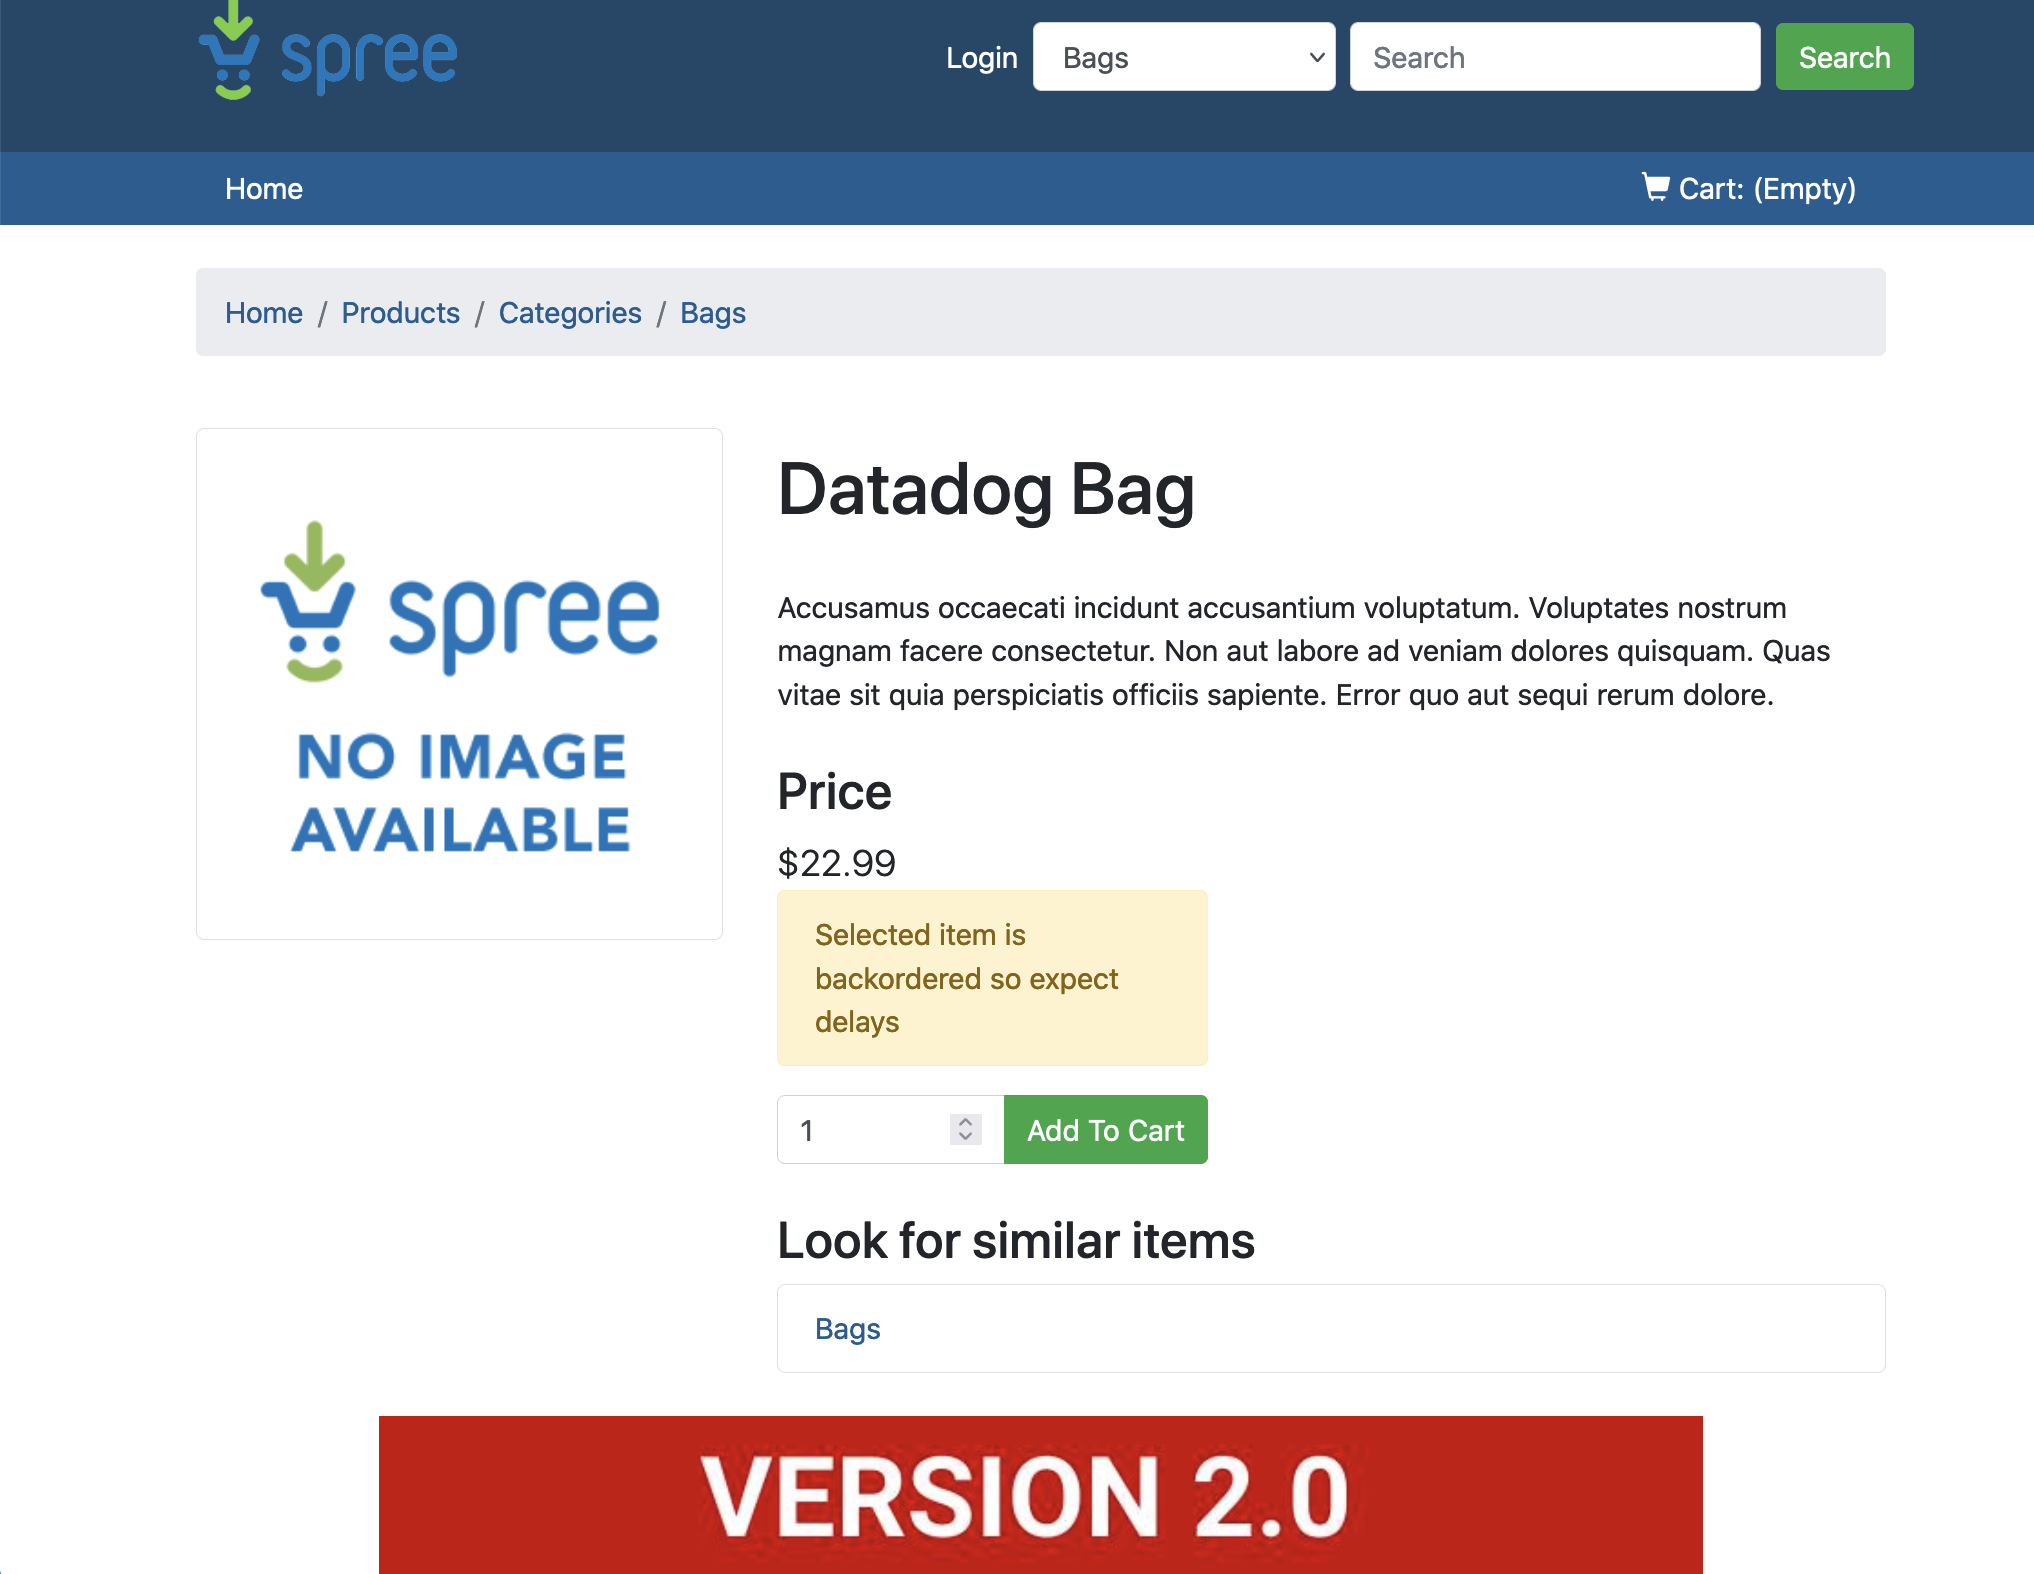 spree
Login
Bags
Search
Search
Home
Cart: (Empty)
Home / Products / Categories / Bags
spree
NO IMAGE
AVAILABLE
Datadog Bag
Accusamus occaecati incidunt accusantium voluptatum. Voluptates nostrum
magnam facere consectetur. Non aut labore ad veniam dolores quisquam. Quas
vitae sit quia perspiciatis officiis sapiente. Error quo aut sequi rerum dolore.
Price
$22.99
Selected item is
backordered so expect
delays
1
Add To Cart
Look for similar items
Bags
VERSION 2.0